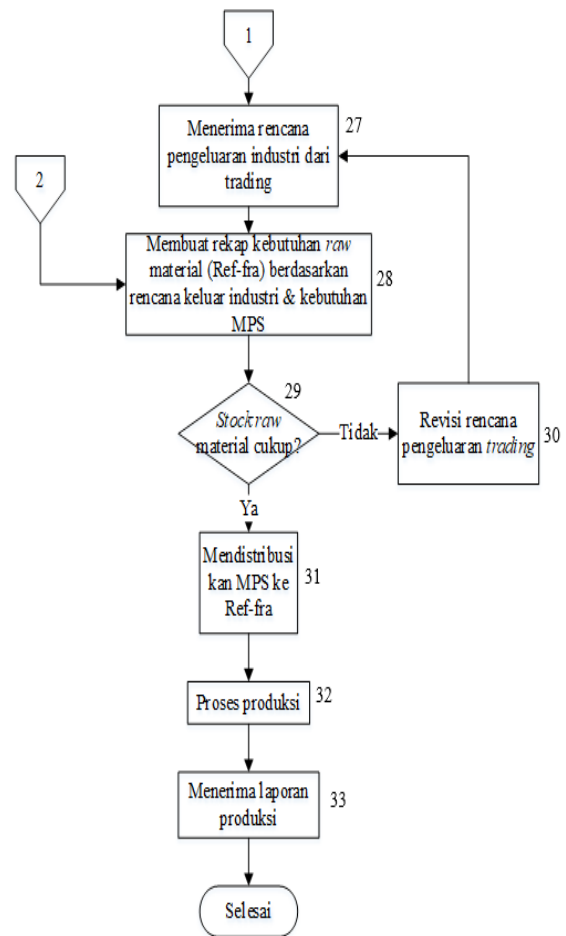 1
27
Menerima rencana
pengeluaran industri dari
trading
2
Membuat rekap kebutuhan raw
material (Ref-fra) berdasarkan
rencana keluar industri & kebutuhan
MPS
28
29
Stock raw
material cukup?
Tidak
Revisi rencana
pengeluaran trading
30
Ya
Mendistribusi
kan MPS ke
Ref-fra
31
Proses produksi
32
Menerima laporan
produksi
33
Selesai